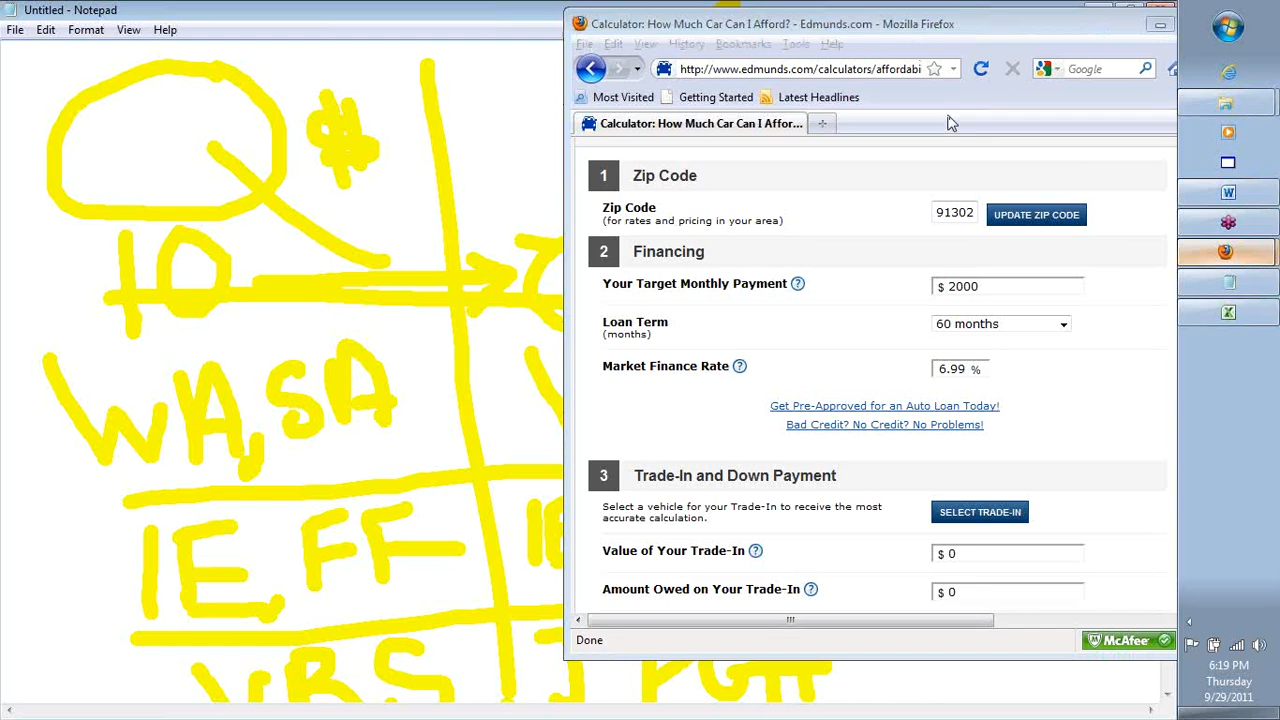 Untitled - Notepad
File Edit Format View Help
#
10
WA, SA
IE, FF
IE
VBS
J PGH
Calculator: How Much Car Can I Afford? - Edmunds.com - Mozilla Firefox
File Edit View History Bookmarks Tools Help
http://www.edmunds.com/calculators/affordabi
Google
Most Visited Getting Started Latest Headlines
Calculator: How Much Car Can I Affor...
1 Zip Code
Zip Code 91302 UPDATE ZIP CODE
(for rates and pricing in your area)
2 Financing
Your Target Monthly Payment ? $ 2000
Loan Term 60 months
(months)
Market Finance Rate ? 6.99 %
Get Pre-Approved for an Auto Loan Today!
Bad Credit? No Credit? No Problems!
3 Trade-In and Down Payment
Select a vehicle for your Trade-In to receive the most SELECT TRADE-IN
accurate calculation.
Value of Your Trade-In ? $ 0
Amount Owed on Your Trade-In ? $ 0
Done
McAfee
6:19 PM
Thursday
9/29/2011